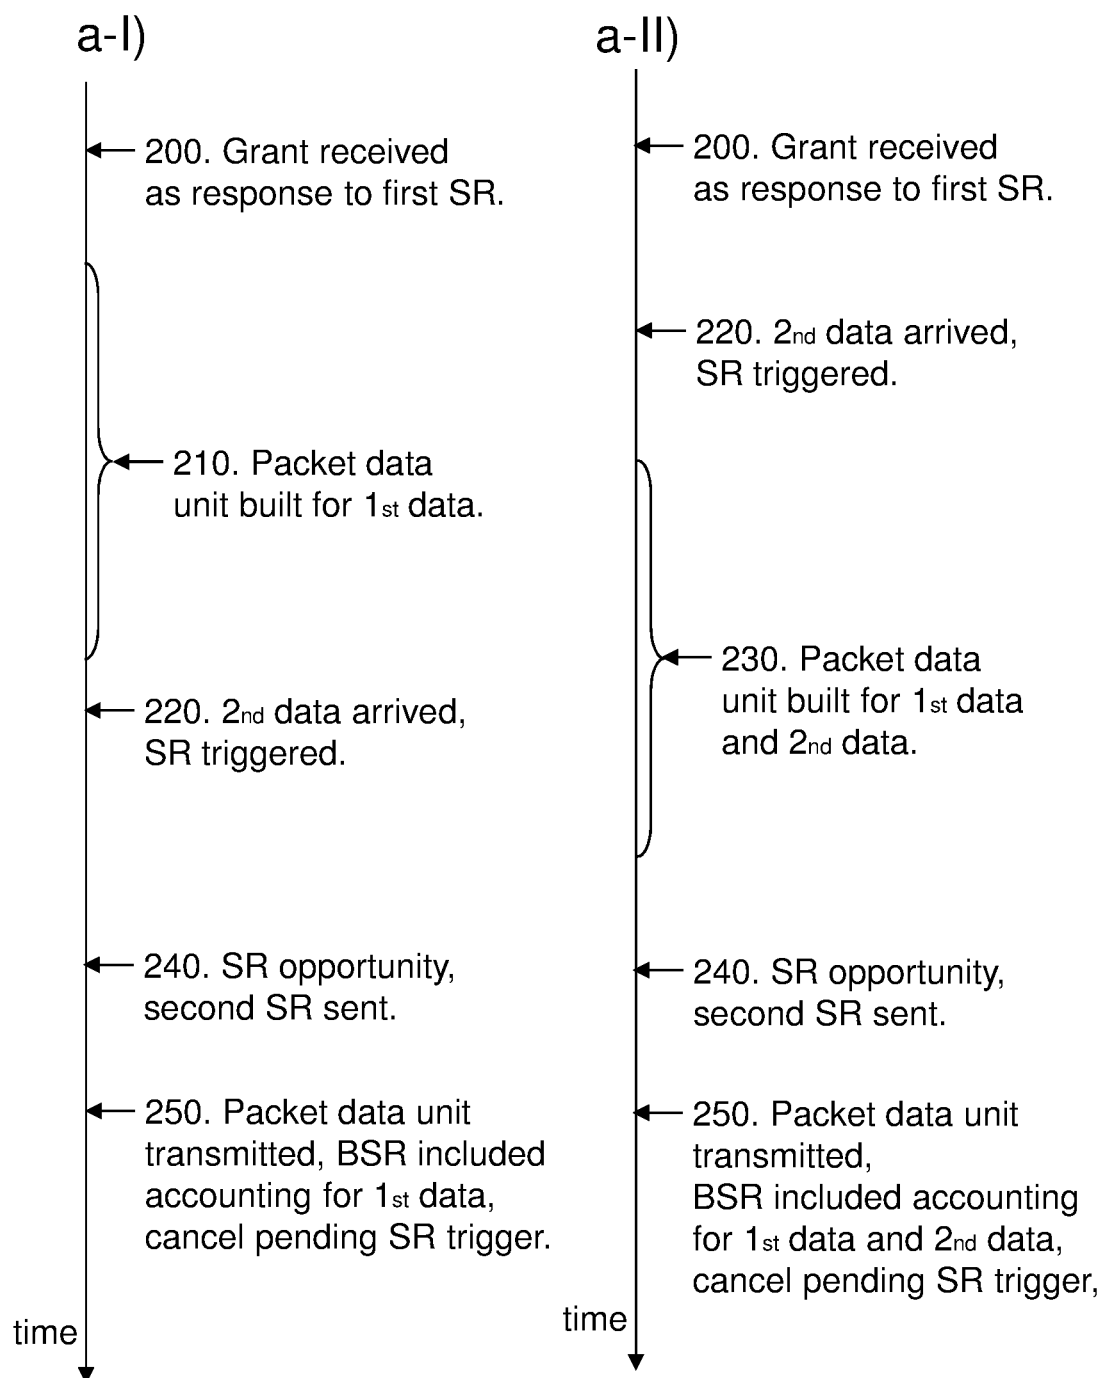 a-I)
200. Grant received
as response to first SR.
210. Packet data
unit built for 1st data.
220. 2nd data arrived,
SR triggered.
240. SR opportunity,
second SR sent.
250. Packet data unit
transmitted, BSR included
accounting for 1st data,
cancel pending SR trigger.
time
a-II)
200. Grant received
as response to first SR.
220. 2nd data arrived,
SR triggered.
230. Packet data
unit built for 1st data
and 2nd data.
240. SR opportunity,
second SR sent.
250. Packet data unit
transmitted,
BSR included accounting
for 1st data and 2nd data,
cancel pending SR trigger,
time